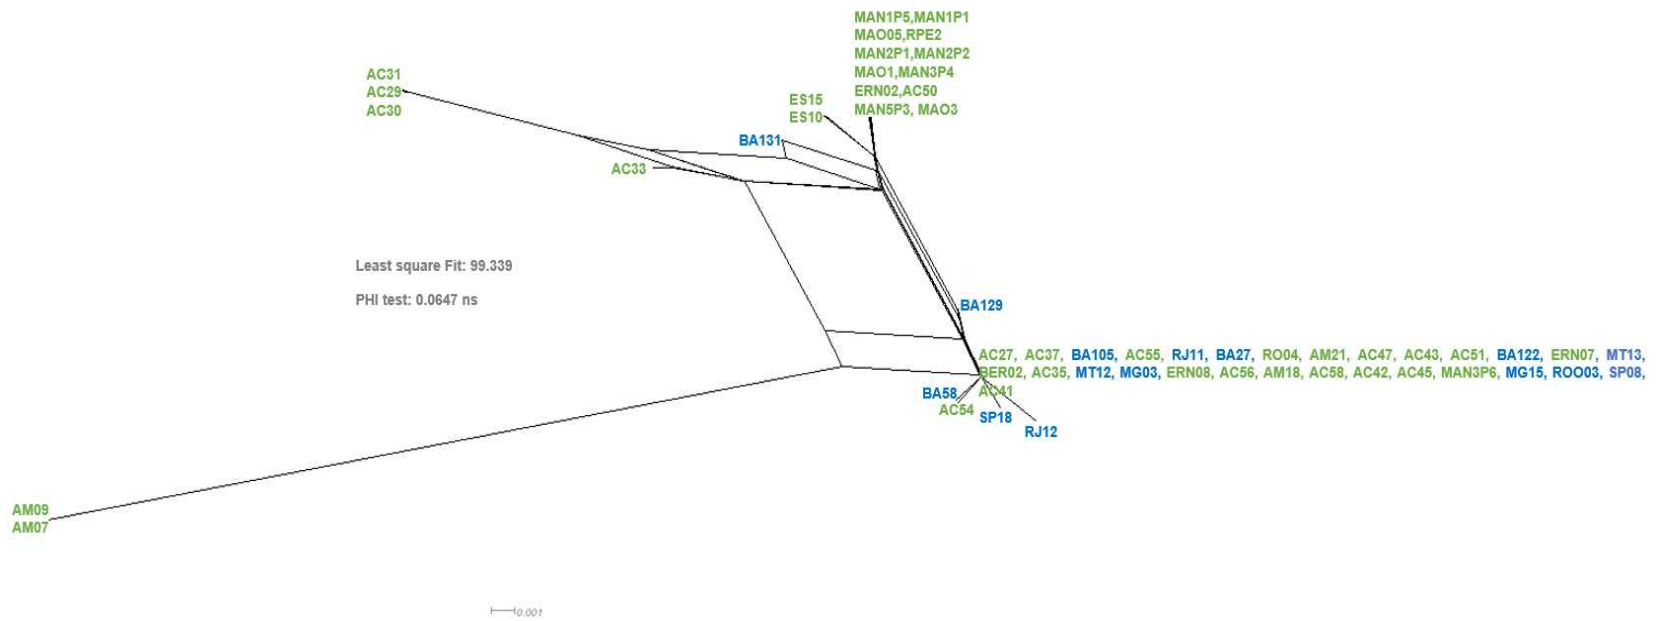 MAN1P5,MAN1P1
MAO05,RPE2
MAN2P1,MAN2P2
MAO1,MAN3P4
ERN02,AC50
MAN5P3, MAO3
AC31
AC29
AC30
ES15
ES10
BA131
AC33
Least square Fit: 99.339
PHI test: 0.0647 ns
BA129
AC27, AC37, BA105, AC55, RJ11, BA27, RO04, AM21, AC47, AC43, AC51, BA122, ERN07, MT13,
BER02, AC35, MT12, MG03, ERN08, AC56, AM18, AC58, AC42, AC45, MAN3P6, MG15, ROO03, SP08,
AC41
BA58
AC54
SP18
RJ12
AM09
AM07
0.001